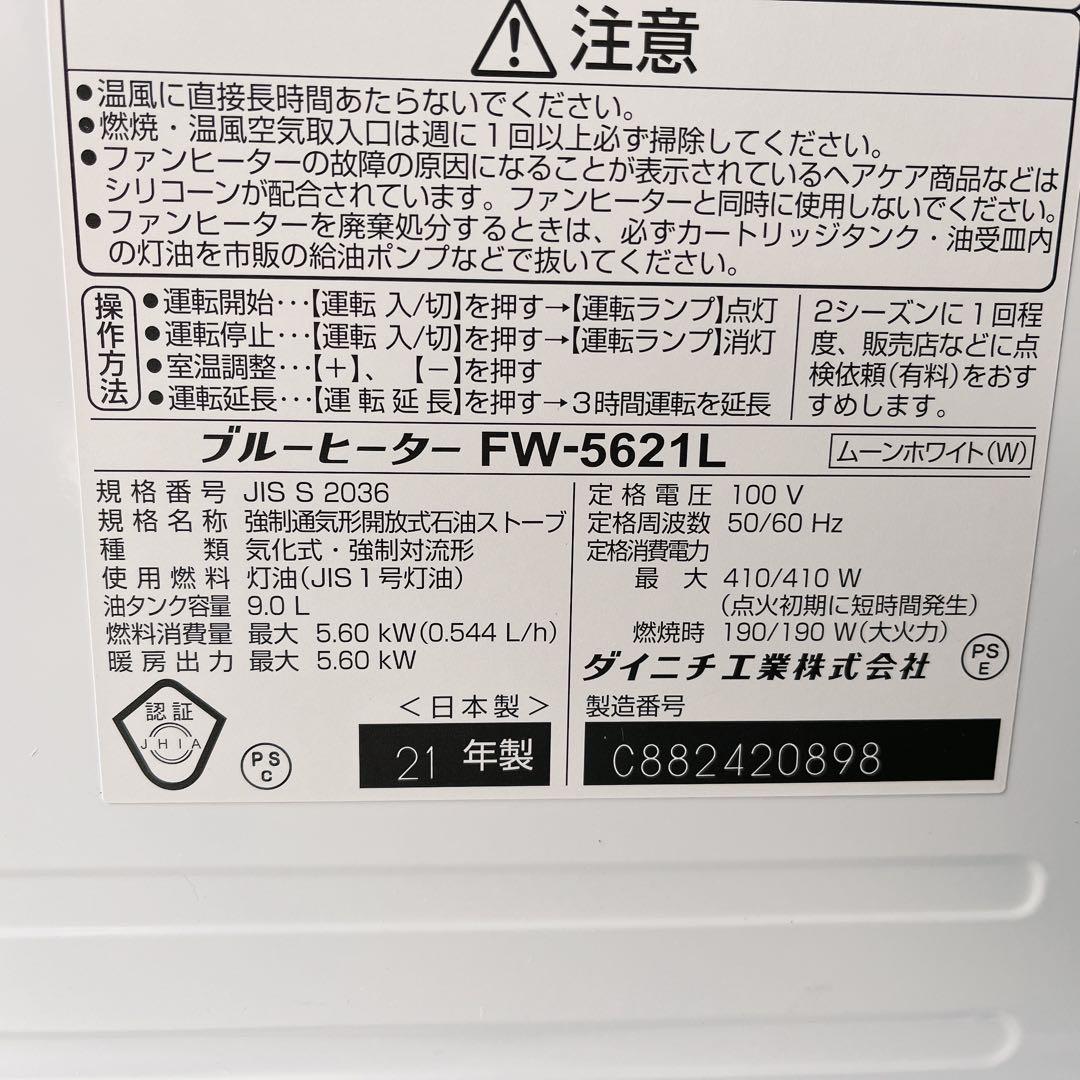 注意
●温風に直接長時間あたらないでください。
●燃焼・温風空気取入口は週に1回以上必ず掃除してください。
●ファンヒーターの故障の原因になることが表示されているヘアケア商品などは
シリコーンが配合されています。ファンヒーターと同時に使用しないでください。
●ファンヒーターを廃棄処分するときは、必ずカートリッジタンク・油受皿内
の灯油を市販の給油ポンプなどで抜いてください。
操作方法
●運転開始…【運転 入/切】を押す→【運転ランプ】点灯
●運転停止…【運転 入/切】を押す→【運転ランプ】消灯
●室温調整…【+】、【-】を押す
●運転延長…【運転延長】を押す→3時間運転を延長
2シーズンに1回程
度、販売店などに点
検依頼(有料)をおす
すめします。
ブルーヒーター FW-5621L
ムーンホワイト(W)
規格番号 JIS S 2036
規格名称 強制通気形開放式石油ストーブ
種類 気化式・強制対流形
使用燃料 灯油(JIS1号灯油)
油タンク容量 9.0 L
燃料消費量 最大 5.60 kW(0.544 L/h)
暖房出力 最大 5.60 kW
定格電圧 100 V
定格周波数 50/60 Hz
定格消費電力
最大 410/410 W
(点火初期に短時間発生)
燃焼時 190/190 W(大火力)
ダイニチ工業株式会社
PS
E
認証
JHIA
PS
C
<日本製>
21 年製
製造番号
C882420898